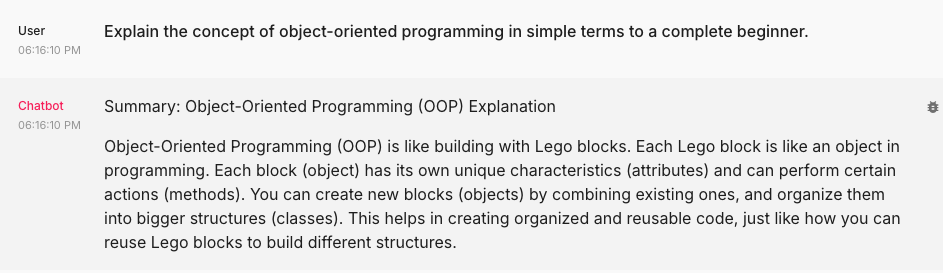 User
06:16:10 PM
Explain the concept of object-oriented programming in simple terms to a complete beginner.
Chatbot
06:16:10 PM
Summary: Object-Oriented Programming (OOP) Explanation
Object-Oriented Programming (OOP) is like building with Lego blocks. Each Lego block is like an object in
programming. Each block (object) has its own unique characteristics (attributes) and can perform certain
actions (methods). You can create new blocks (objects) by combining existing ones, and organize them
into bigger structures (classes). This helps in creating organized and reusable code, just like how you can
reuse Lego blocks to build different structures.